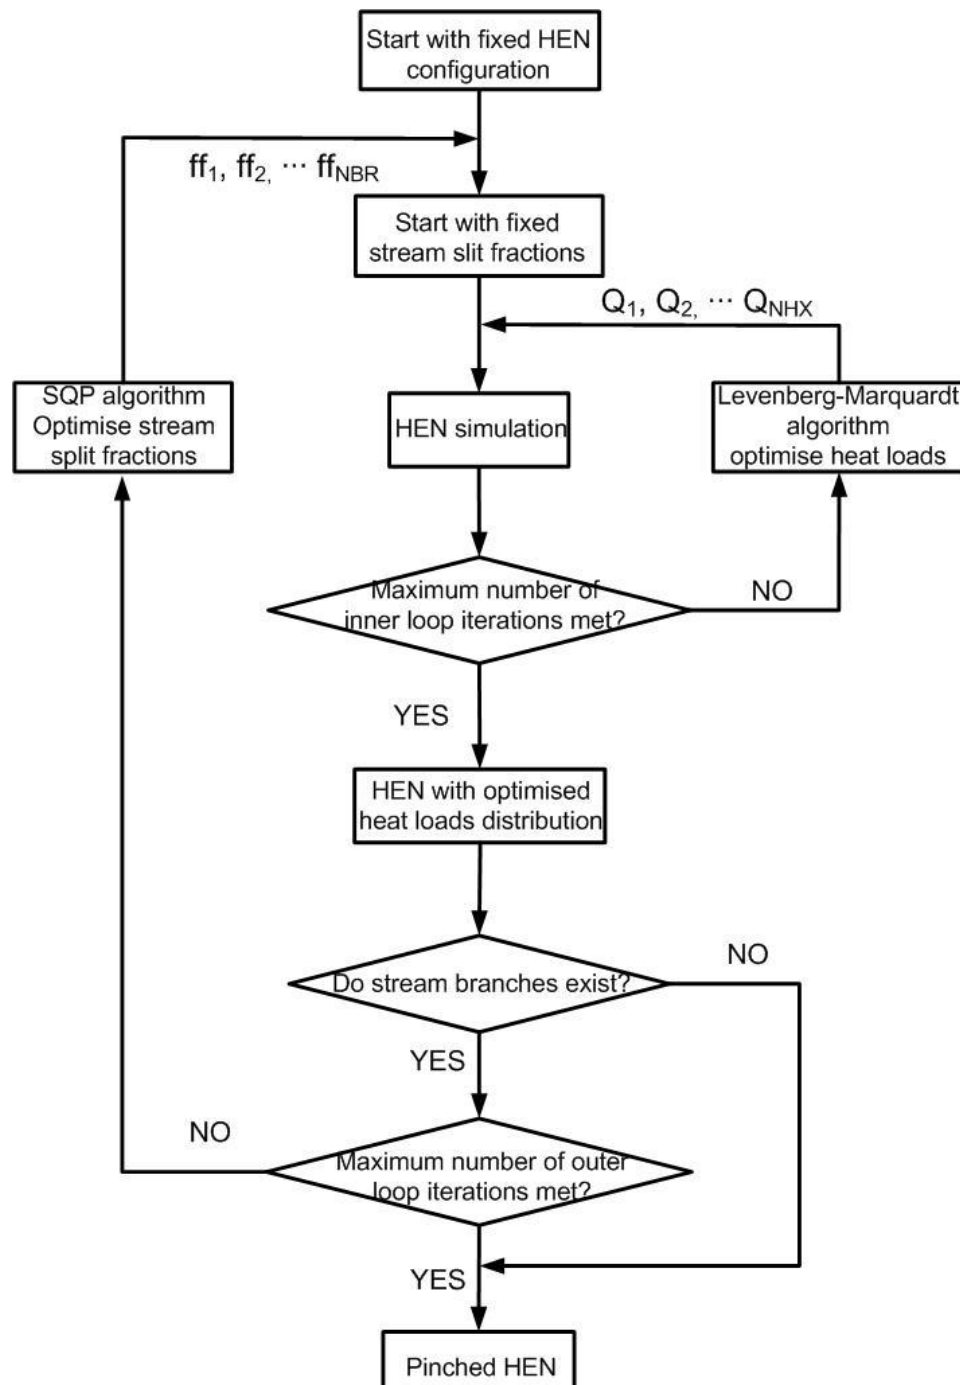 Start with fixed HEN
configuration
ff₁, ff₂, ··· ff_NBR
Start with fixed
stream slit fractions
Q₁, Q₂, ··· Q_NHX
SQP algorithm
Optimise stream
split fractions
HEN simulation
Levenberg-Marquardt
algorithm
optimise heat loads
Maximum number of
inner loop iterations met?
NO
YES
HEN with optimised
heat loads distribution
Do stream branches exist?
NO
YES
NO
Maximum number of outer
loop iterations met?
YES
Pinched HEN